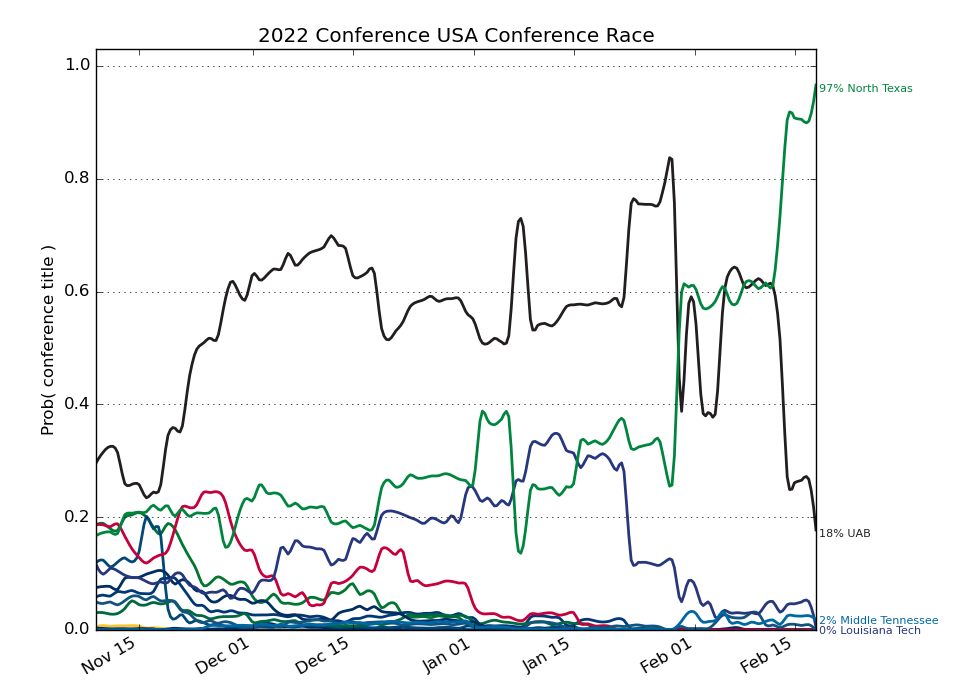 2022 Conference USA Conference Race
Prob( conference title )
1.0
0.8
0.6
0.4
0.2
0.0
Nov 15
Dec 01
Dec 15
Jan 01
Jan 15
Feb 01
Feb 15
97% North Texas
18% UAB
2% Middle Tennessee
0% Louisiana Tech